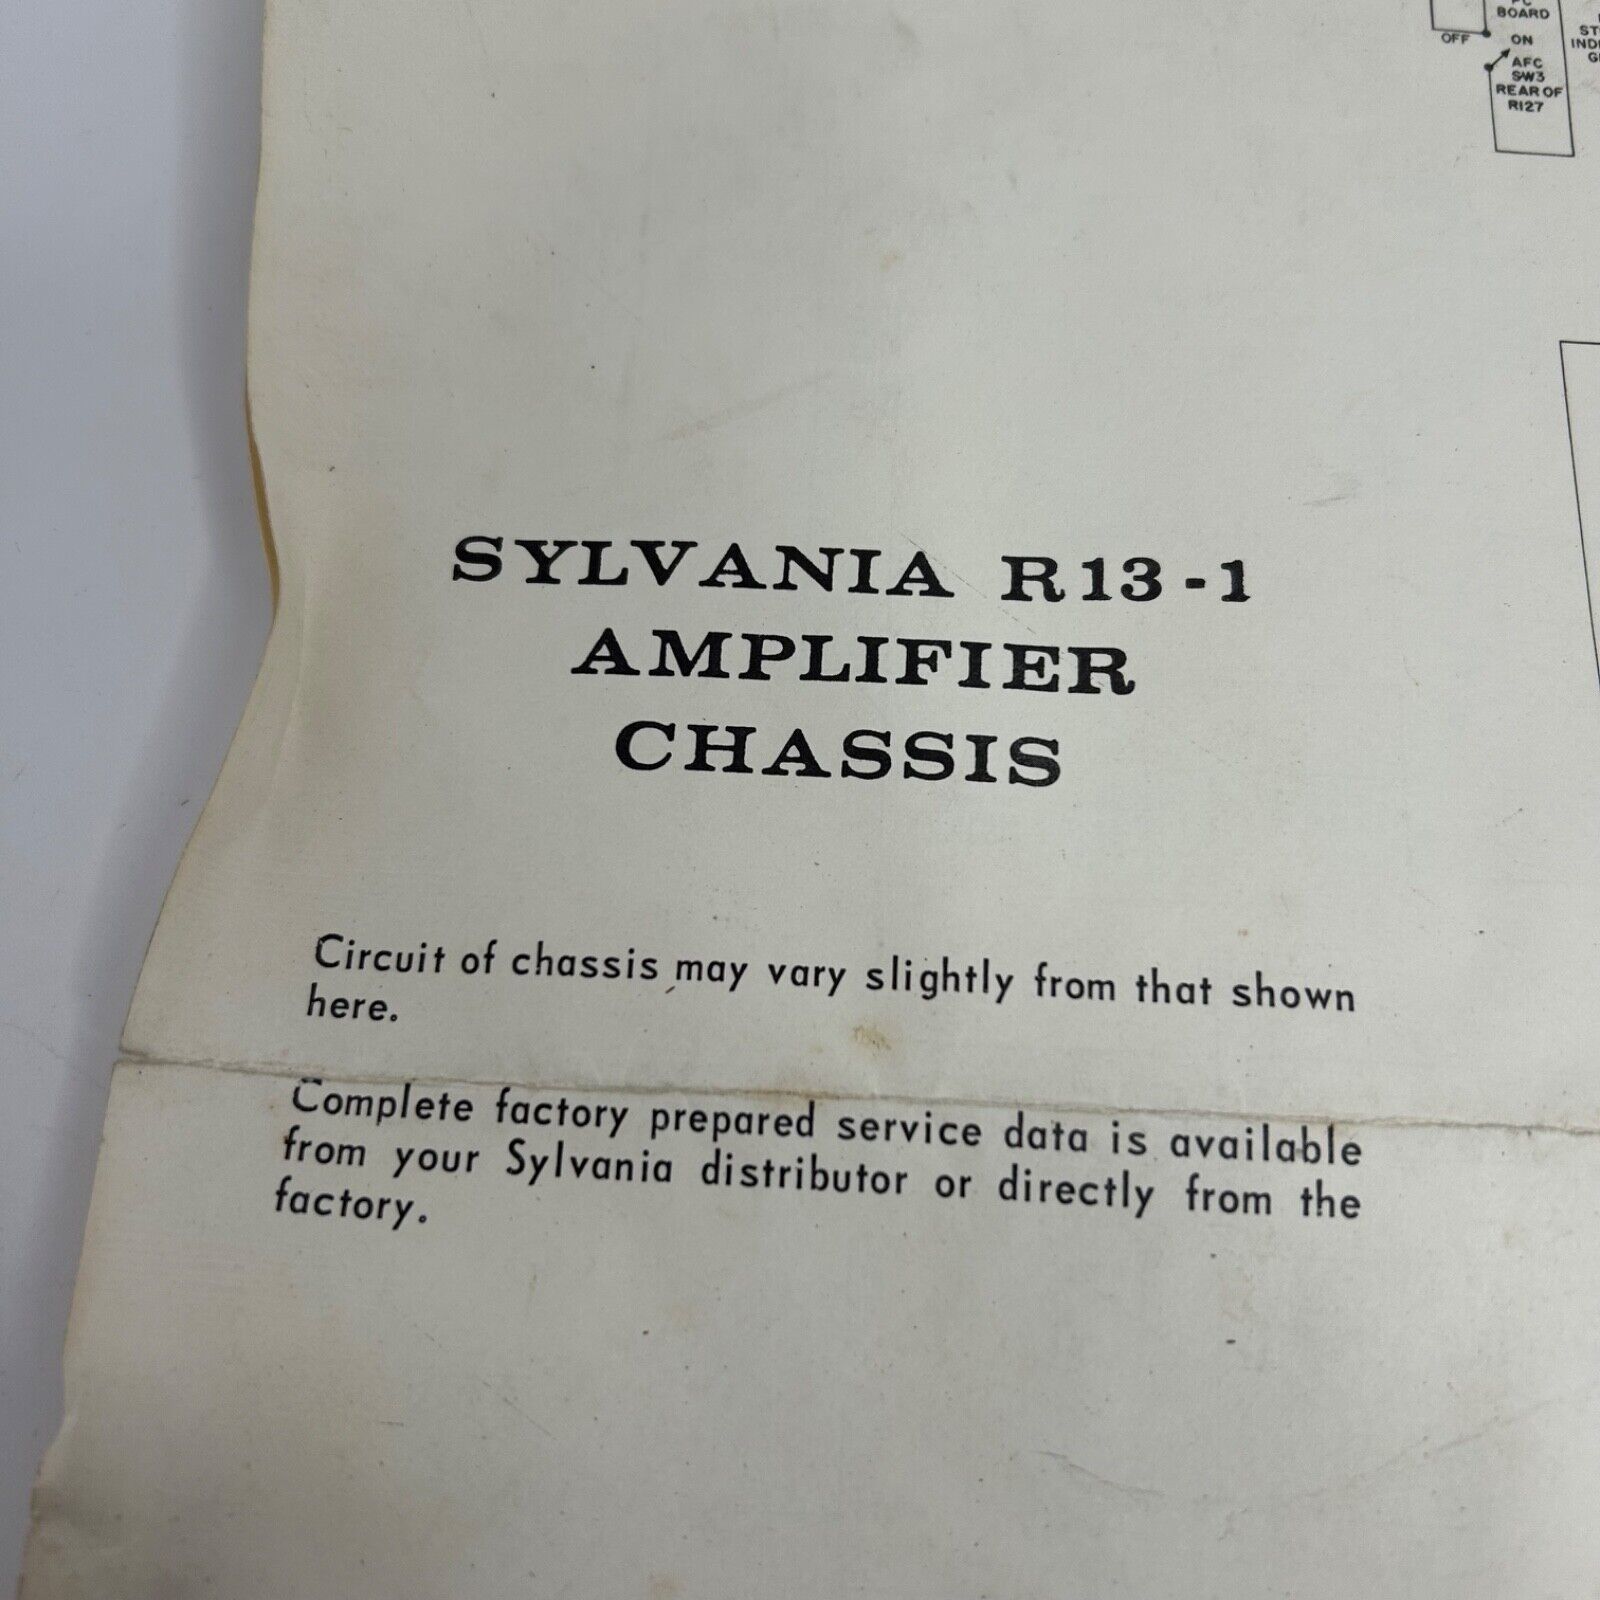 BOARD
OFF
ON
AFC
SW3
REAR OF
R127
SYLVANIA R13-1
AMPLIFIER
CHASSIS
Circuit of chassis may vary slightly from that shown
here.
Complete factory prepared service data is available
from your Sylvania distributor or directly from the
factory.